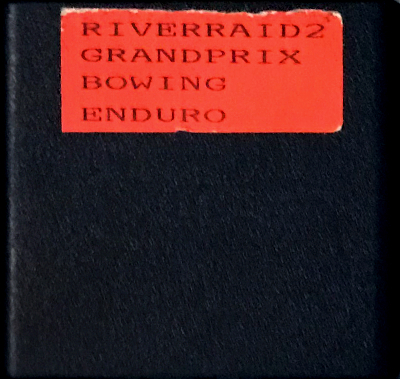 RIVERRAID2
GRANDPRIX
BOWING
ENDURO